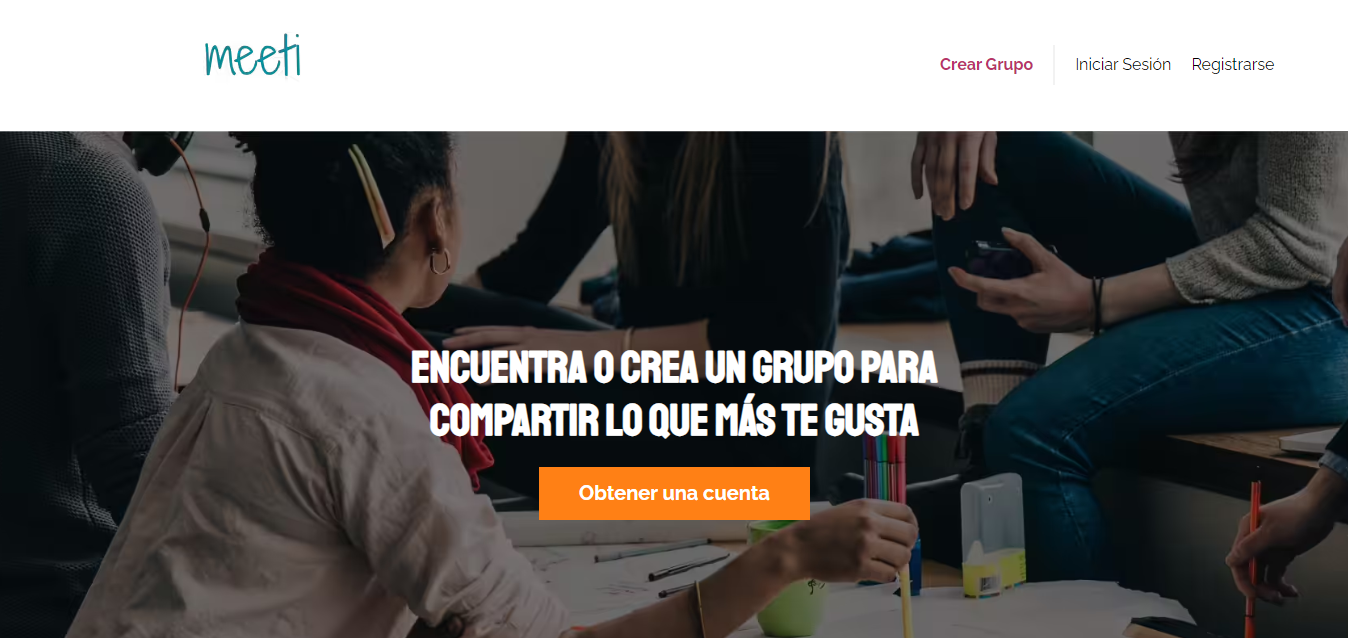 meeti
Crear Grupo
Iniciar Sesión
Registrarse
ENCUENTRA O CREA UN GRUPO PARA
COMPARTIR LO QUE MÁS TE GUSTA
Obtener una cuenta